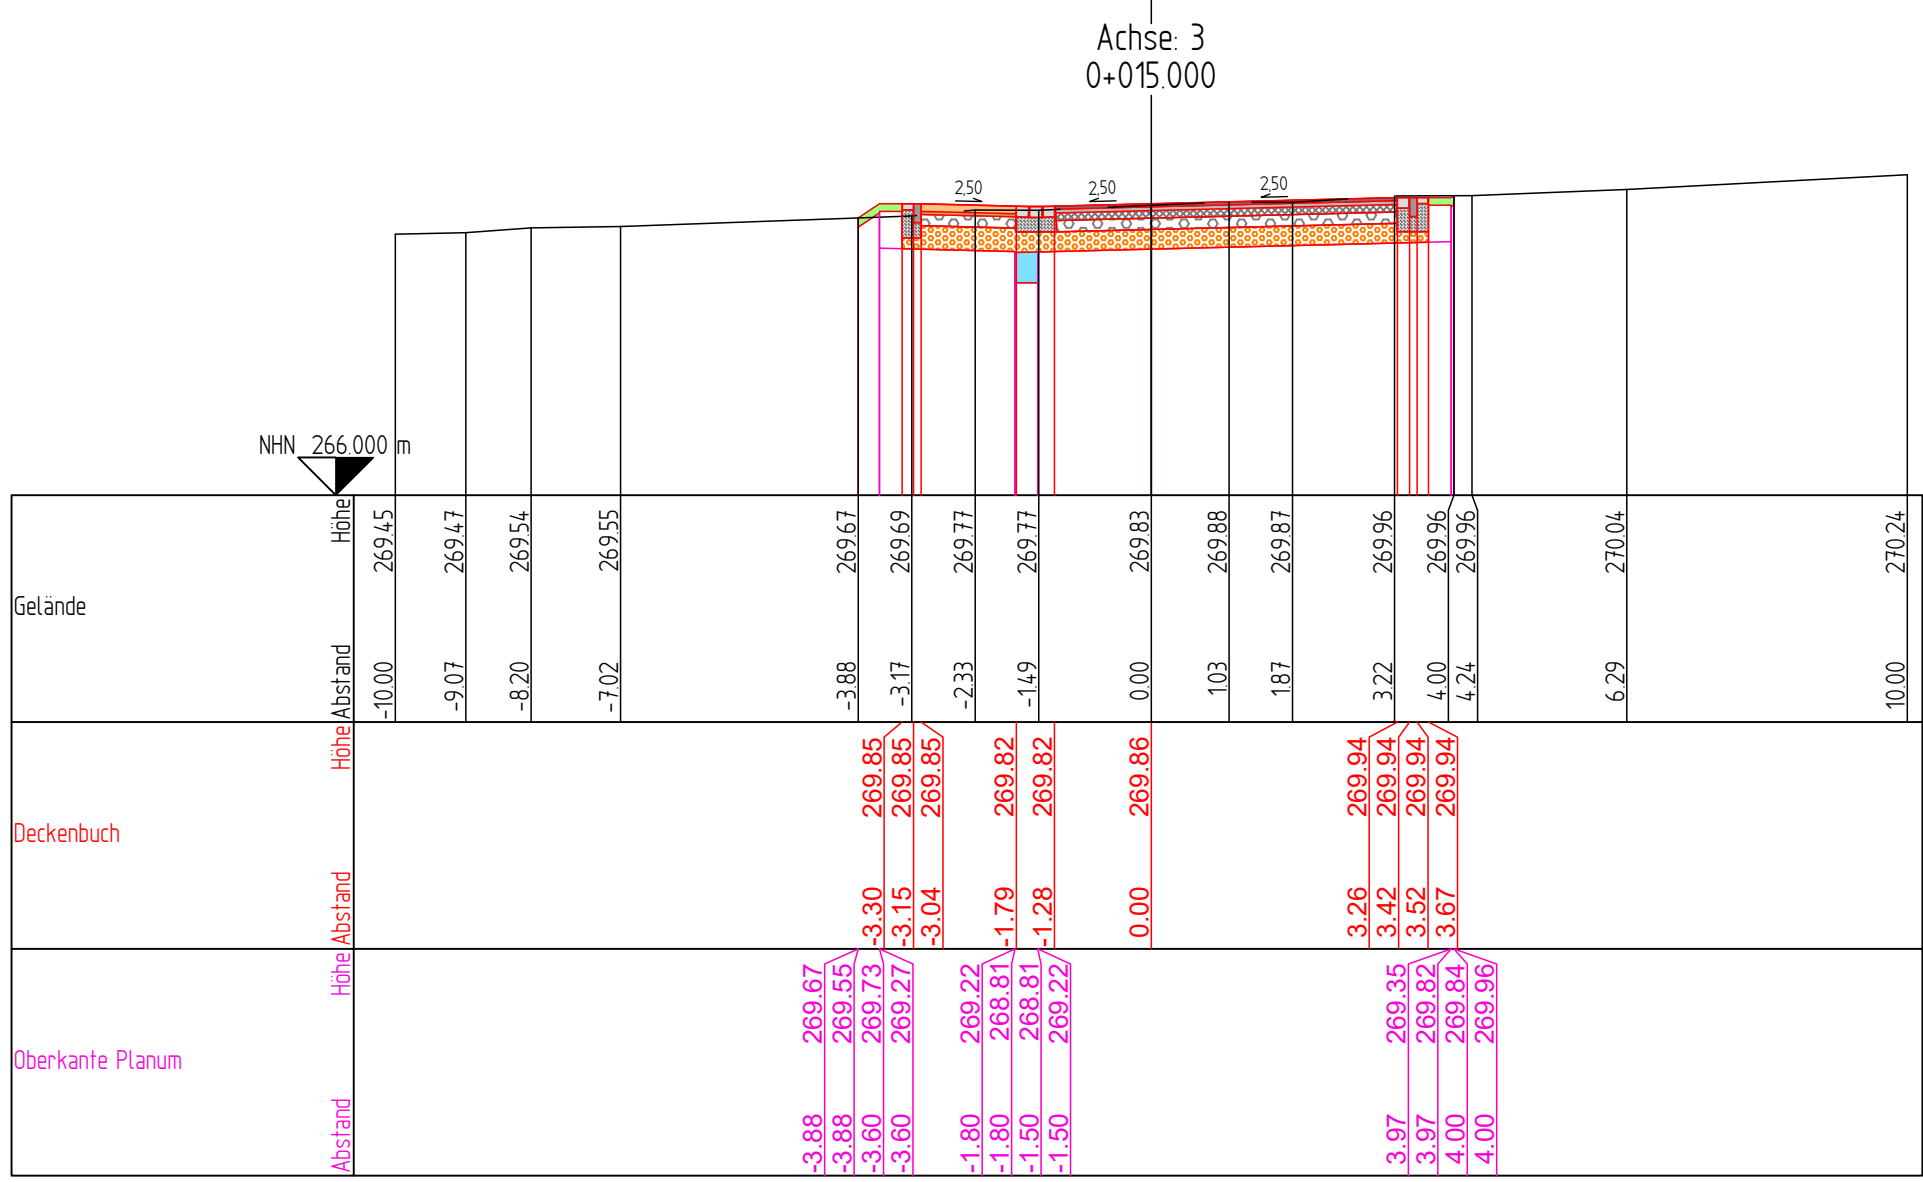 Achse: 3
0+015.000
2,50 2,50 2,50
NHN 266.000 m
Gelände
Höhe 269.45 269.47 269.54 269.55 269.67 269.69 269.77 269.77 269.83 269.88 269.87 269.96 269.96 269.96 270.04 270.24
Abstand -10.00 -9.07 -8.20 -7.02 -3.88 -3.17 -2.33 -1.49 0.00 1.03 1.87 3.22 4.00 4.24 6.29 10.00
Deckenbuch
Höhe 269.85 269.85 269.85 269.82 269.82 269.86 269.94 269.94 269.94 269.94
Abstand -3.30 -3.15 -3.04 -1.79 -1.28 0.00 3.26 3.42 3.52 3.67
Oberkante Planum
Höhe 269.67 269.55 269.73 269.27 269.22 268.81 268.81 269.22 269.35 269.82 269.84 269.96
Abstand -3.88 -3.88 -3.60 -3.60 -1.80 -1.80 -1.50 -1.50 3.97 3.97 4.00 4.00